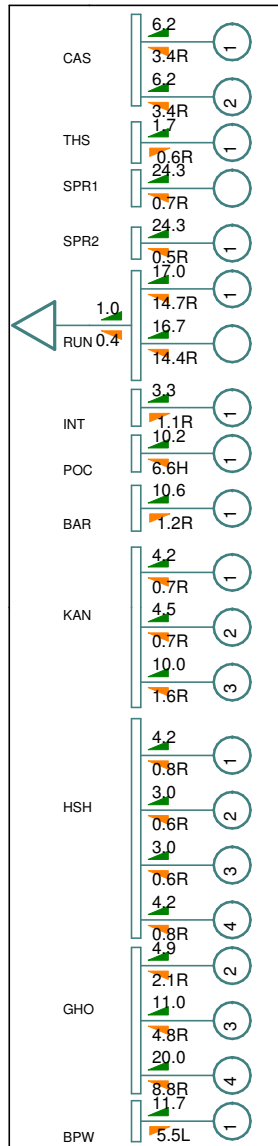 6.2
1
CAS
3.4R
6.2
2
3.4R
1.7
THS
1
0.6R
24.3
SPR1
0.7R
24.3
SPR2
1
0.5R
17.0
1
14.7R
1.0
16.7
RUN
0.4
14.4R
3.3
1
INT
1.1R
10.2
1
POC
6.6H
10.6
1
BAR
1.2R
4.2
1
0.7R
KAN
4.5
2
0.7R
10.0
3
1.6R
4.2
1
0.8R
HSH
3.0
2
0.6R
3.0
3
0.6R
4.2
4
0.8R
4.9
2
2.1R
GHO
11.0
3
4.8R
20.0
4
8.8R
11.7
1
BPW
5.5L